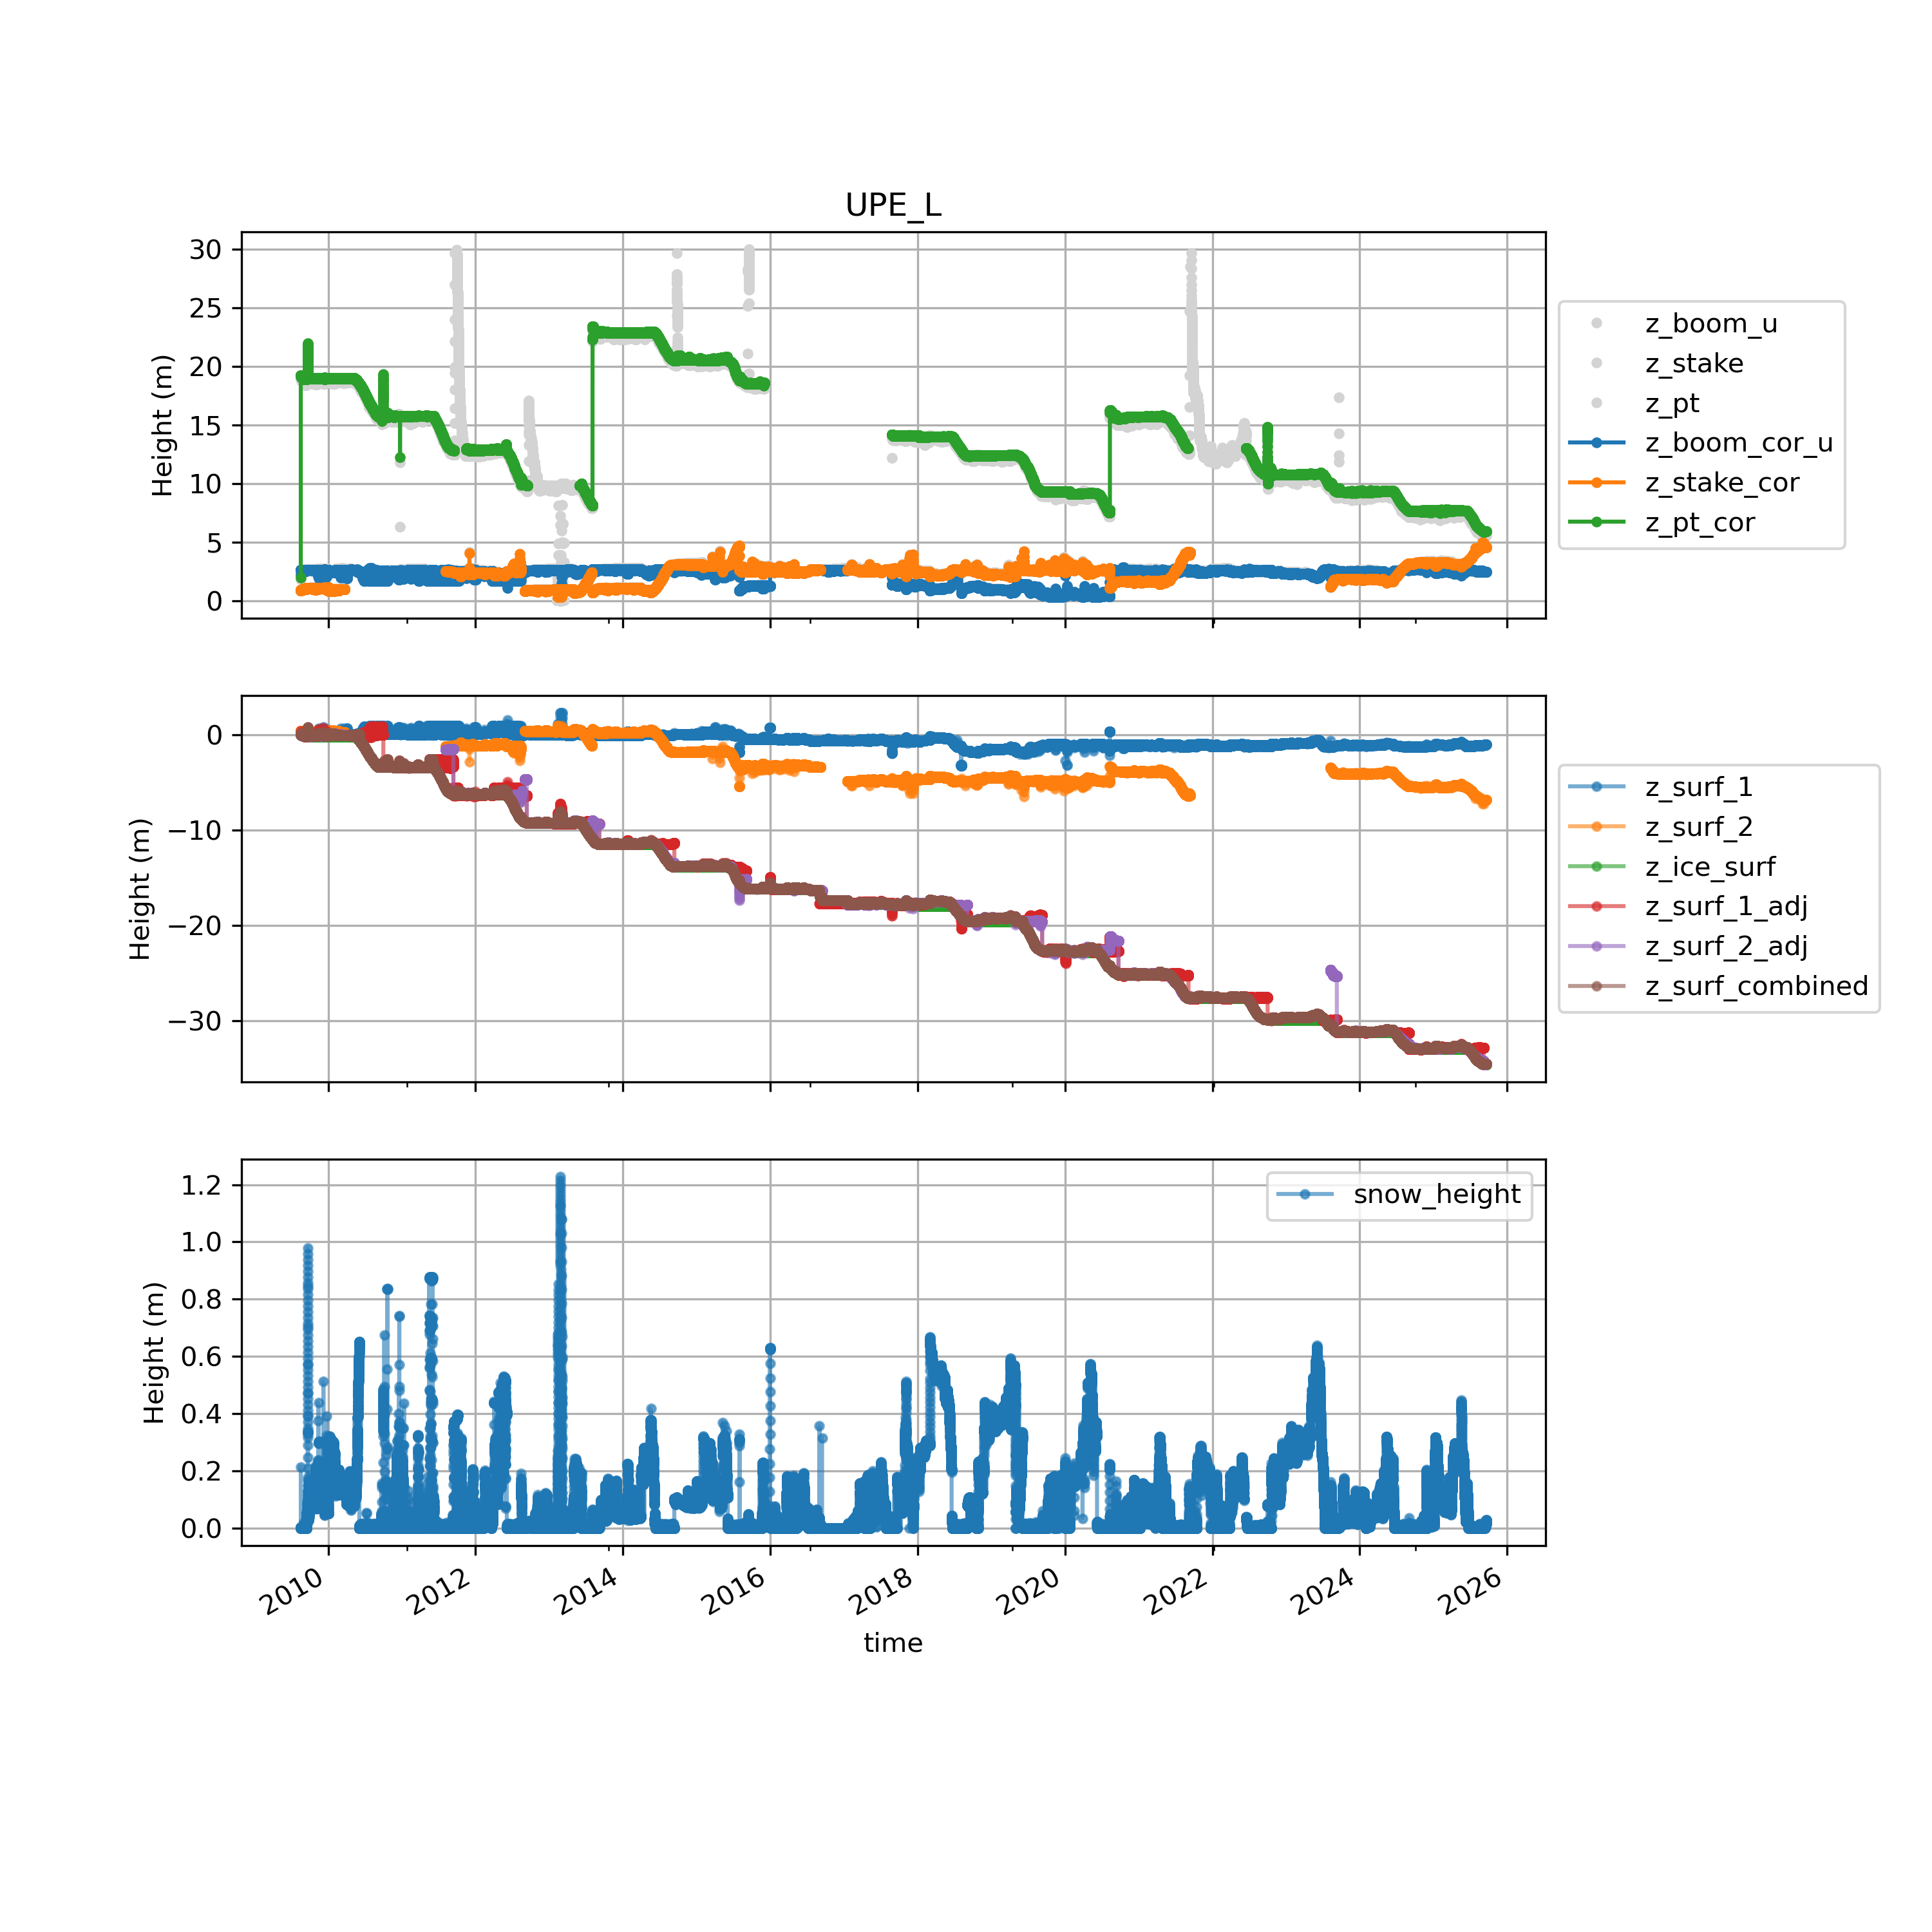 UPE_L
Height (m)
30
25
20
15
10
5
0
z_boom_u
z_stake
z_pt
z_boom_cor_u
z_stake_cor
z_pt_cor
Height (m)
0
−10
−20
−30
z_surf_1
z_surf_2
z_ice_surf
z_surf_1_adj
z_surf_2_adj
z_surf_combined
Height (m)
1.2
1.0
0.8
0.6
0.4
0.2
0.0
snow_height
2010 2012 2014 2016 2018 2020 2022 2024 2026
time